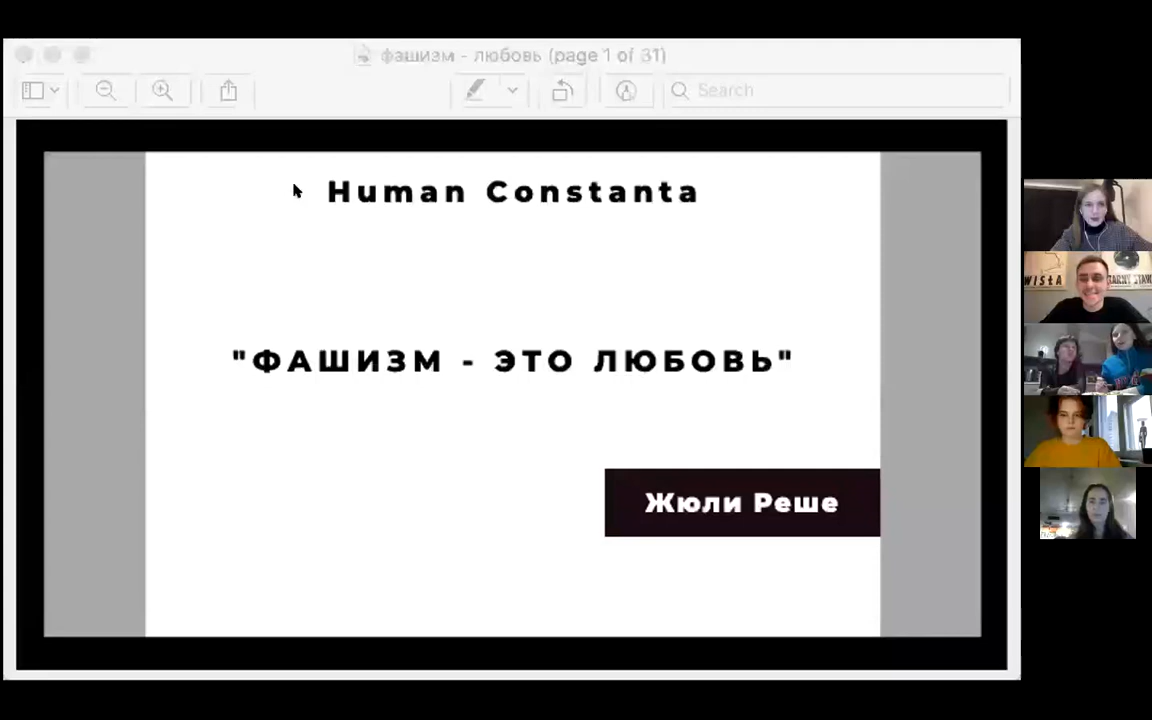 фашизм - любовь (page 1 of 31)
Search
Human Constanta
"ФАШИЗМ - ЭТО ЛЮБОВЬ"
Жюли Реше